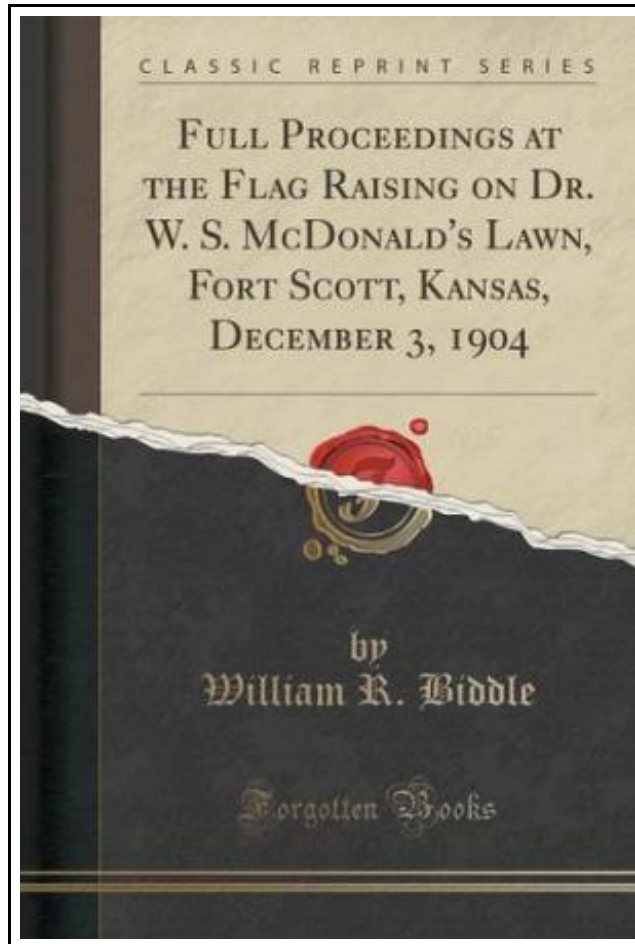 CLASSIC REPRINT SERIES
FULL PROCEEDINGS AT
THE FLAG RAISING ON DR.
W. S. MCDONALD'S LAWN,
FORT SCOTT, KANSAS,
DECEMBER 3, 1904
by
William R. Biddle
Forgotten Books